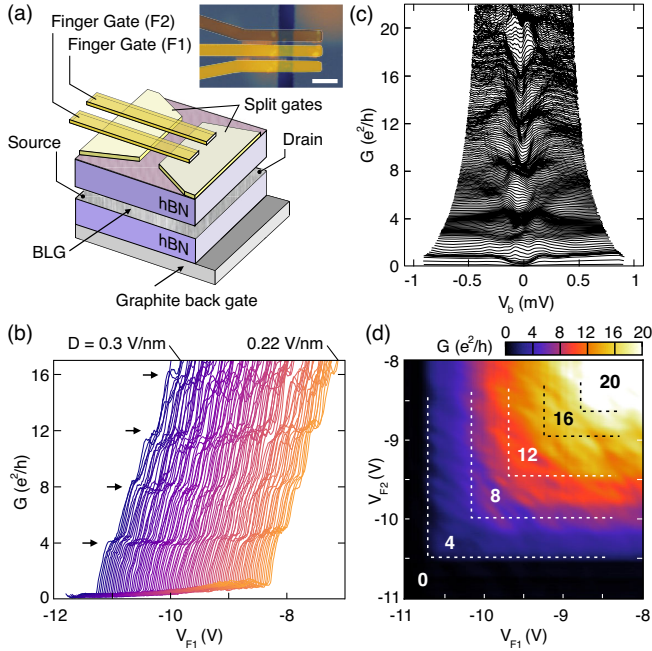 (a)
Finger Gate (F2)
Finger Gate (F1)
Split gates
Source
Drain
hBN
hBN
BLG
Graphite back gate
(c)
G (e²/h)
20
16
12
8
4
0
-1
-0.5
0
0.5
1
V_b (mV)
(b)
D = 0.3 V/nm
0.22 V/nm
G (e²/h)
16
12
8
4
0
-12
-10
-8
V_F1 (V)
(d)
G (e²/h)
0 4 8 12 16 20
V_F2 (V)
-8
-9
-10
-11
20
16
12
8
4
0
-11
-10
-9
-8
V_F1 (V)